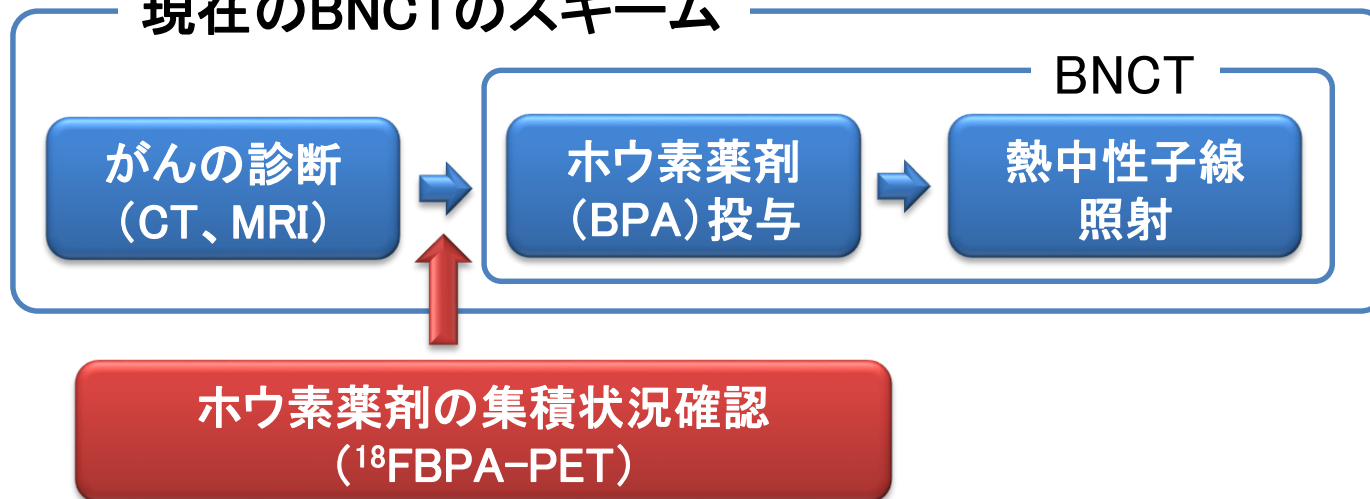 現在のBNCTのスキーム
BNCT
がんの診断
（CT、MRI）
ホウ素薬剤
（BPA）投与
熱中性子線
照射
ホウ素薬剤の集積状況確認
（¹⁸FBPA-PET）